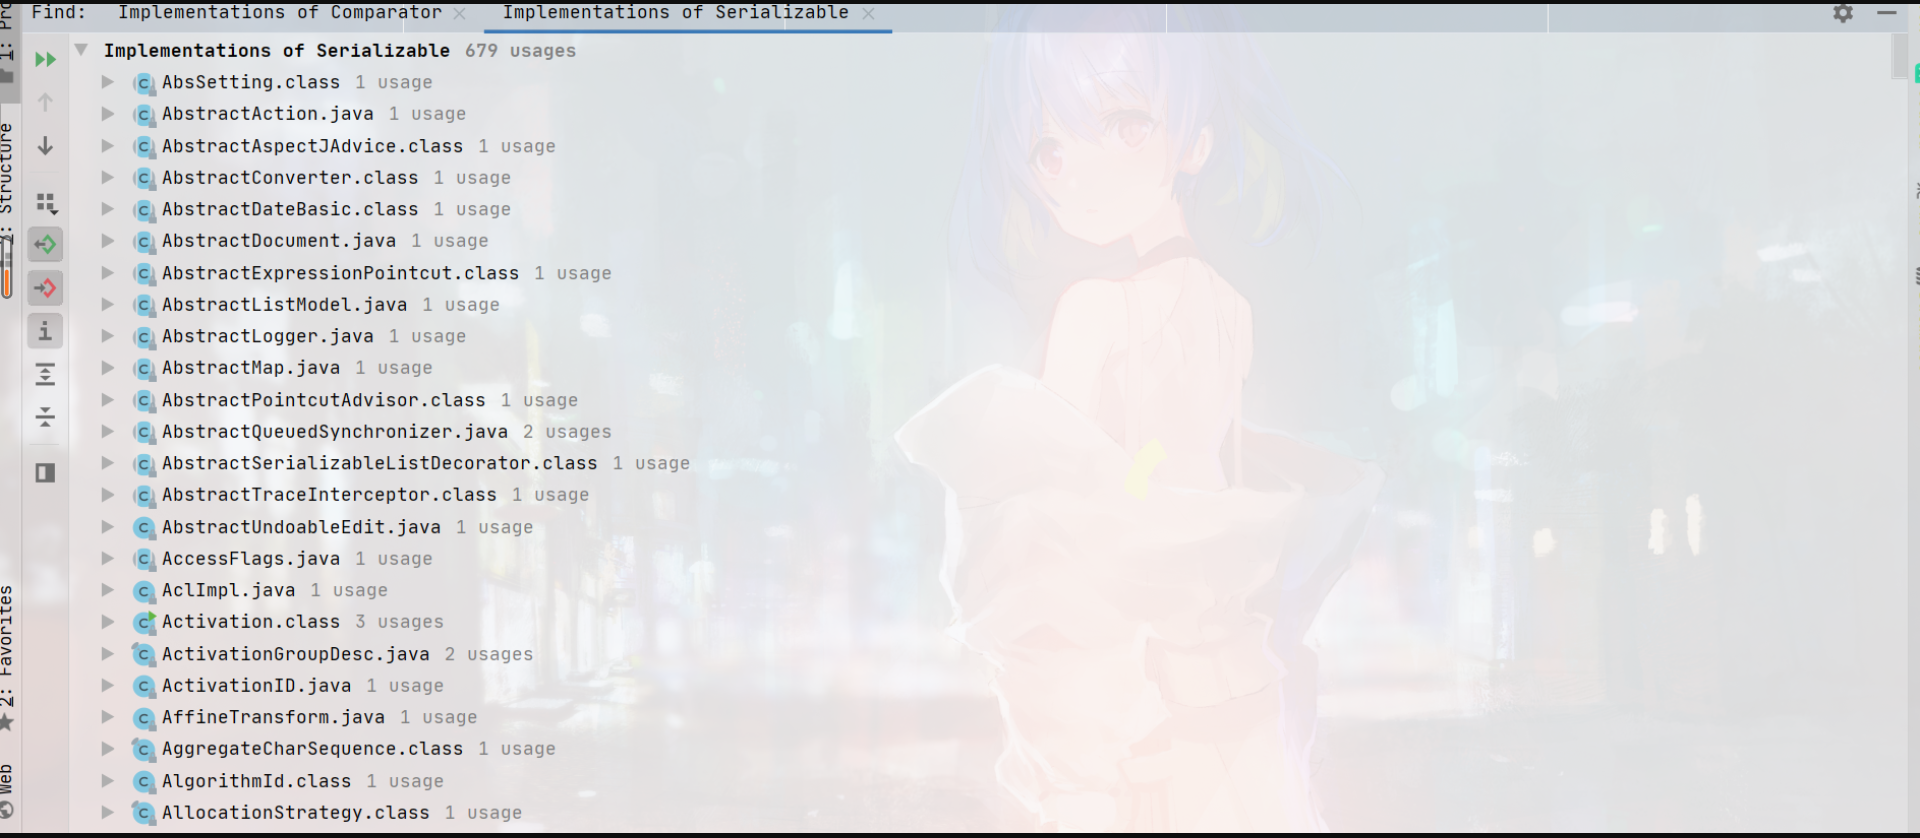 Find: Implementations of Comparator Implementations of Serializable
Implementations of Serializable 679 usages
AbsSetting.class 1 usage
AbstractAction.java 1 usage
AbstractAspectJAdvice.class 1 usage
AbstractConverter.class 1 usage
AbstractDateBasic.class 1 usage
AbstractDocument.java 1 usage
AbstractExpressionPointcut.class 1 usage
AbstractListModel.java 1 usage
AbstractLogger.java 1 usage
AbstractMap.java 1 usage
AbstractPointcutAdvisor.class 1 usage
AbstractQueuedSynchronizer.java 2 usages
AbstractSerializableListDecorator.class 1 usage
AbstractTraceInterceptor.class 1 usage
AbstractUndoableEdit.java 1 usage
AccessFlags.java 1 usage
AclImpl.java 1 usage
Activation.class 3 usages
ActivationGroupDesc.java 2 usages
ActivationID.java 1 usage
AffineTransform.java 1 usage
AggregateCharSequence.class 1 usage
AlgorithmId.class 1 usage
AllocationStrategy.class 1 usage
Structure
2: Favorites
Web